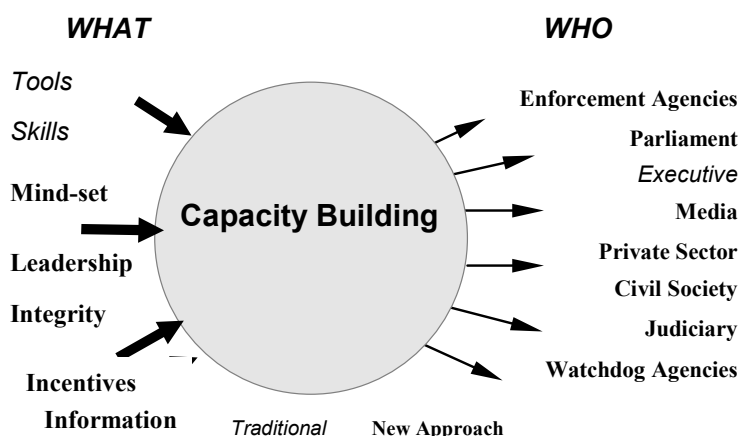 WHAT
WHO
Tools
Skills
Mind-set
Leadership
Integrity
Incentives
Information
Capacity Building
Enforcement Agencies
Parliament
Executive
Media
Private Sector
Civil Society
Judiciary
Watchdog Agencies
Traditional
New Approach